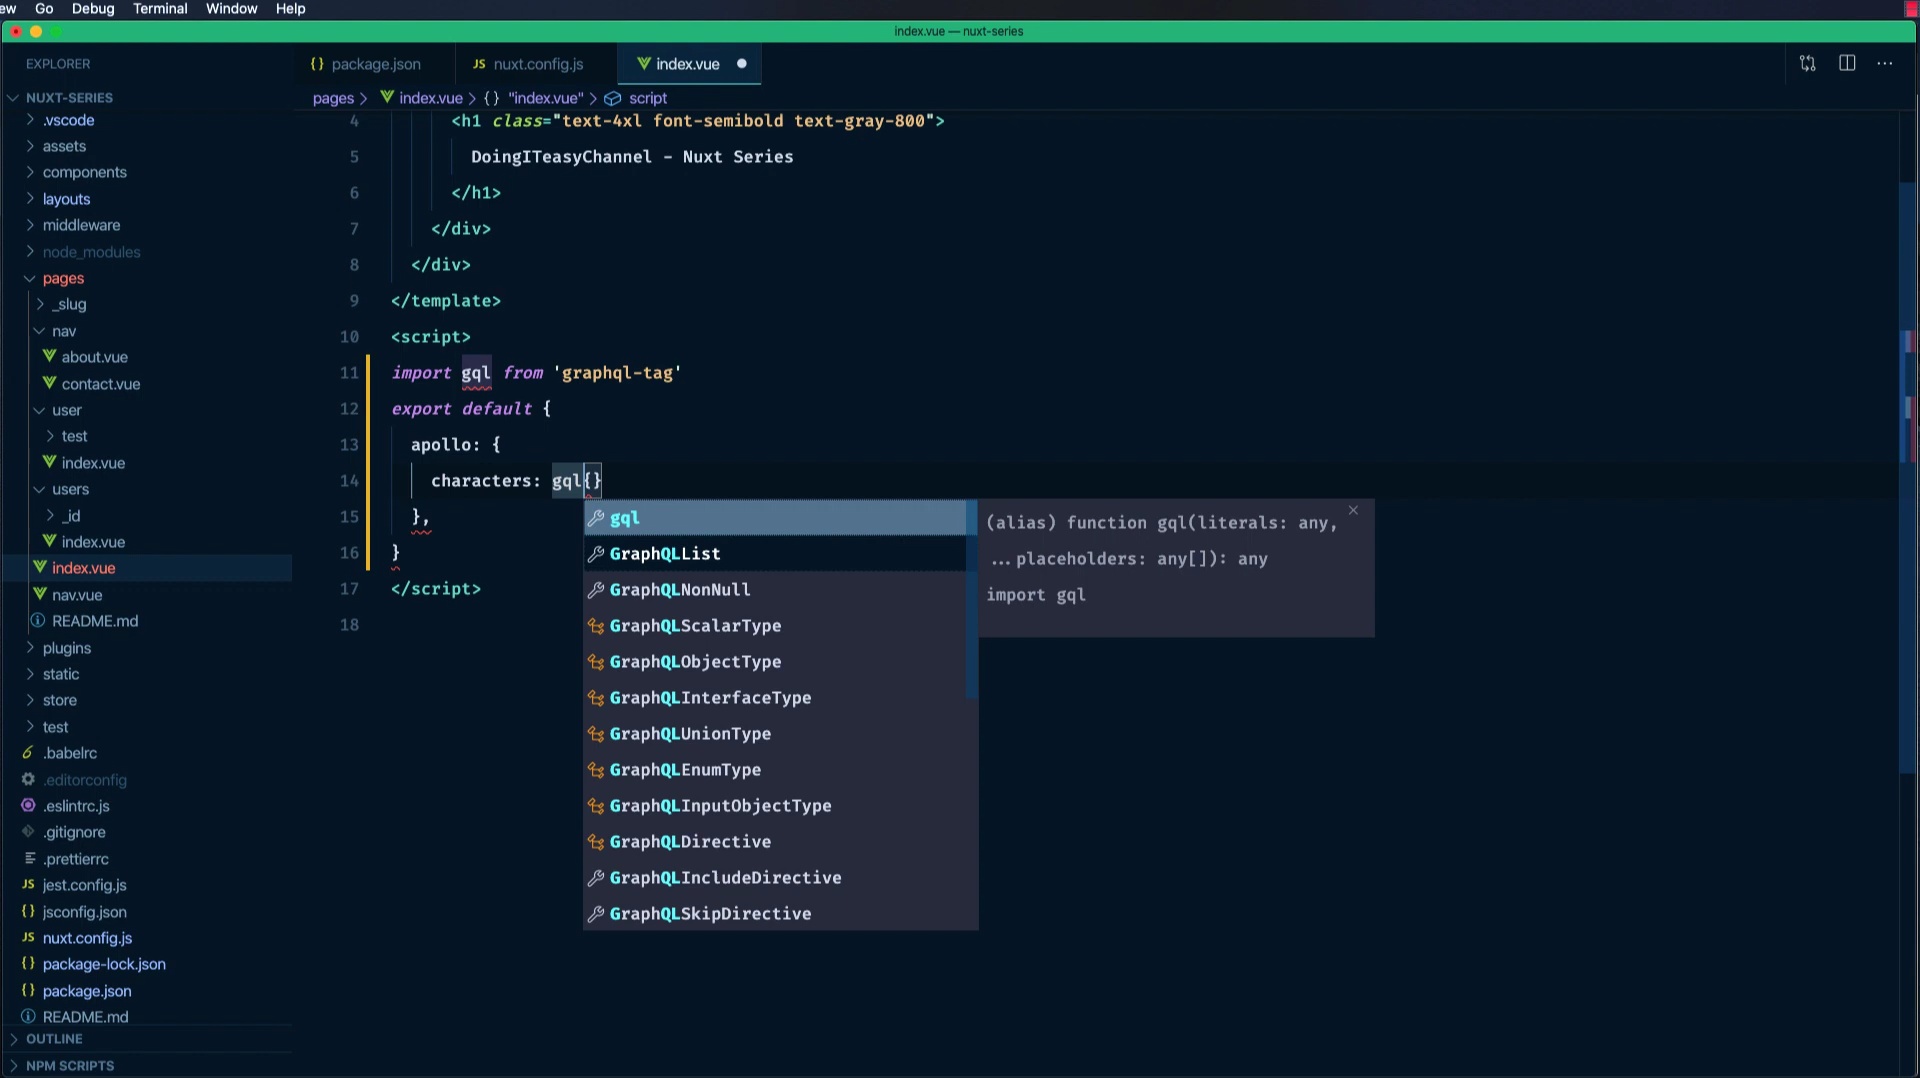 ew Go Debug Terminal Window Help
index.vue — nuxt-series
EXPLORER
NUXT-SERIES
.vscode
assets
components
layouts
middleware
node_modules
pages
_slug
nav
about.vue
contact.vue
user
test
index.vue
users
_id
index.vue
index.vue
nav.vue
README.md
plugins
static
store
test
.babelrc
.editorconfig
.eslintrc.js
.gitignore
.prettierrc
JS jest.config.js
{} jsconfig.json
JS nuxt.config.js
{} package-lock.json
{} package.json
README.md
OUTLINE
NPM SCRIPTS
{} package.json JS nuxt.config.js index.vue
pages > index.vue > {} "index.vue" > script
4 <h1 class="text-4xl font-semibold text-gray-800">
5 DoingITeasyChannel - Nuxt Series
6 </h1>
7 </div>
8 </div>
9 </template>
10 <script>
11 import gql from 'graphql-tag'
12 export default {
13 apollo: {
14 characters: gql{}
15 },
16 }
17 </script>
18
gql
GraphQLList
GraphQLNonNull
GraphQLScalarType
GraphQLObjectType
GraphQLInterfaceType
GraphQLUnionType
GraphQLEnumType
GraphQLInputObjectType
GraphQLDirective
GraphQLIncludeDirective
GraphQLSkipDirective
(alias) function gql(literals: any,
...placeholders: any[]): any
import gql